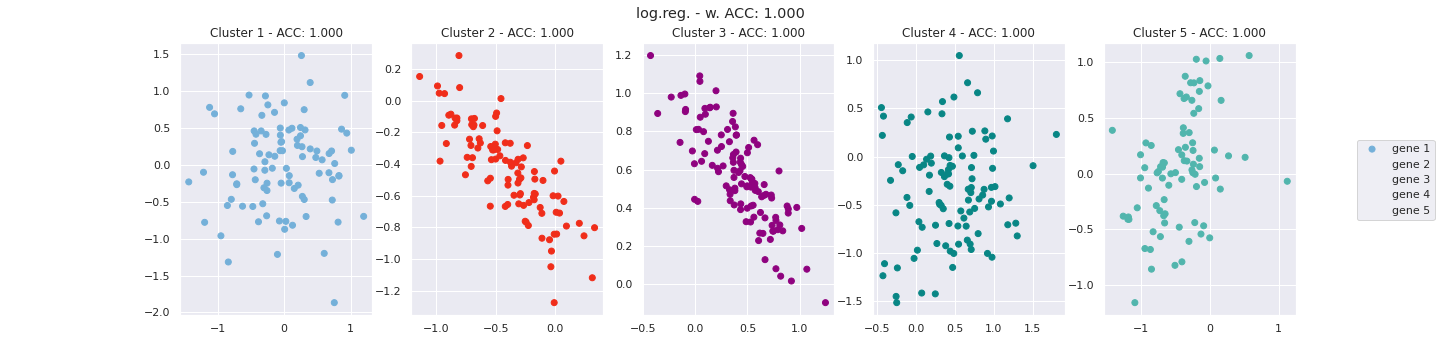 log.reg. - w. ACC: 1.000
Cluster 1 - ACC: 1.000
1.5
1.0
0.5
0.0
−0.5
−1.0
−1.5
−2.0
−1 0 1
Cluster 2 - ACC: 1.000
0.2
0.0
−0.2
−0.4
−0.6
−0.8
−1.0
−1.2
−1.0 −0.5 0.0
Cluster 3 - ACC: 1.000
1.2
1.0
0.8
0.6
0.4
0.2
0.0
−0.5 0.0 0.5 1.0
Cluster 4 - ACC: 1.000
1.0
0.5
0.0
−0.5
−1.0
−1.5
−0.5 0.0 0.5 1.0 1.5
Cluster 5 - ACC: 1.000
1.0
0.5
0.0
−0.5
−1.0
−1 0 1
gene 1
gene 2
gene 3
gene 4
gene 5